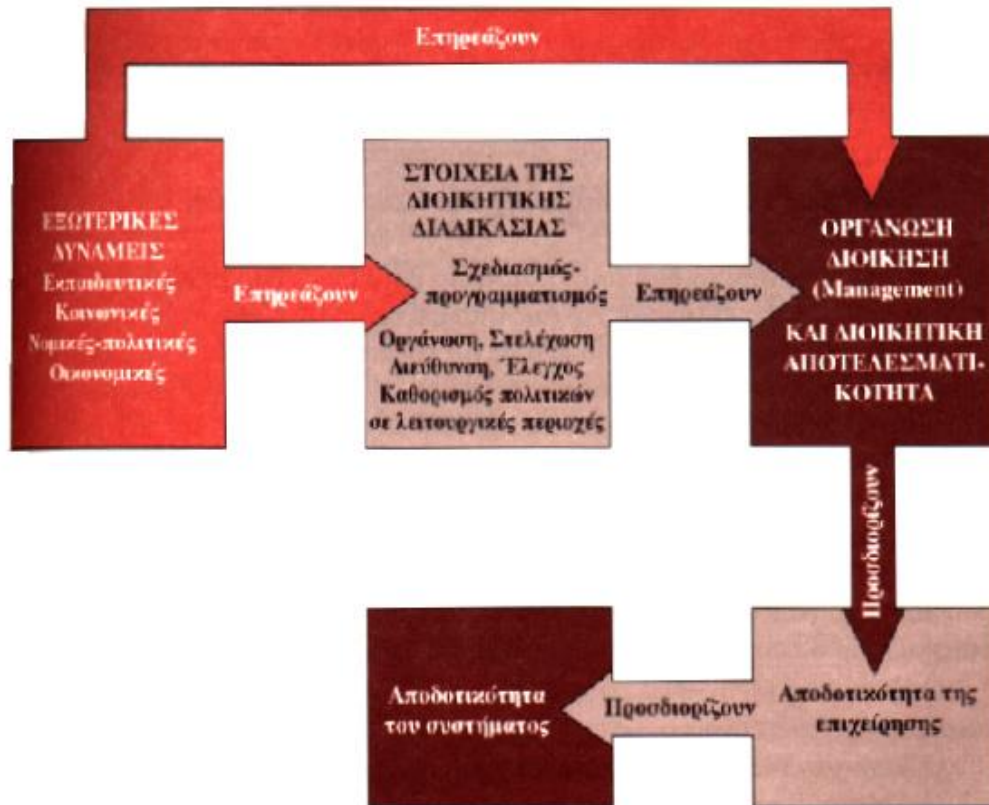 Επηρεάζουν
ΕΞΩΤΕΡΙΚΕΣ
ΔΥΝΑΜΕΙΣ
Εκπαιδευτικές
Κοινωνικές
Νομικές-πολιτικές
Οικονομικές
Επηρεάζουν
ΣΤΟΙΧΕΙΑ ΤΗΣ
ΔΙΟΙΚΗΤΙΚΗΣ
ΔΙΑΔΙΚΑΣΙΑΣ
Σχεδιασμός-
προγραμματισμός
Οργάνωση, Στελέχωση
Διεύθυνση, Έλεγχος
Καθορισμός πολιτικών
σε λειτουργικές περιοχές
Επηρεάζουν
ΟΡΓΑΝΩΣΗ
ΔΙΟΙΚΗΣΗ
(Management)
ΚΑΙ ΔΙΟΙΚΗΤΙΚΗ
ΑΠΟΤΕΛΕΣΜΑΤΙ-
ΚΟΤΗΤΑ
Προσδιορίζουν
Αποδοτικότητα της
επιχείρησης
Προσδιορίζουν
Αποδοτικότητα
του συστήματος